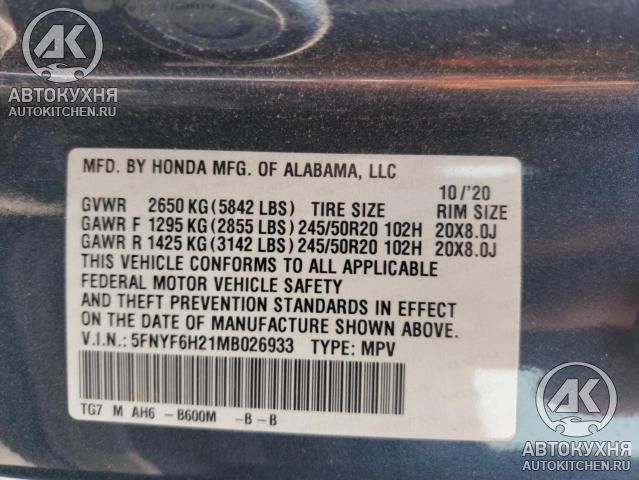 АК
АВТОКУХНЯ
AUTOKITCHEN.RU
MFD. BY HONDA MFG. OF ALABAMA, LLC
10/'20
GVWR 2650 KG(5842 LBS) TIRE SIZE RIM SIZE
GAWR F 1295 KG(2855 LBS)245/50R20 102H 20X8.0J
GAWR R 1425 KG(3142 LBS)245/50R20 102H 20X8.0J
THIS VEHICLE CONFORMS TO ALL APPLICABLE
FEDERAL MOTOR VEHICLE SAFETY
AND THEFT PREVENTION STANDARDS IN EFFECT
ON THE DATE OF MANUFACTURE SHOWN ABOVE.
V.I.N.: 5FNYF6H21MB026933 TYPE: MPV
TG7 M AH6 -B600M -B-B
АК
АВТОКУХНЯ
AUTOKITCHEN.RU